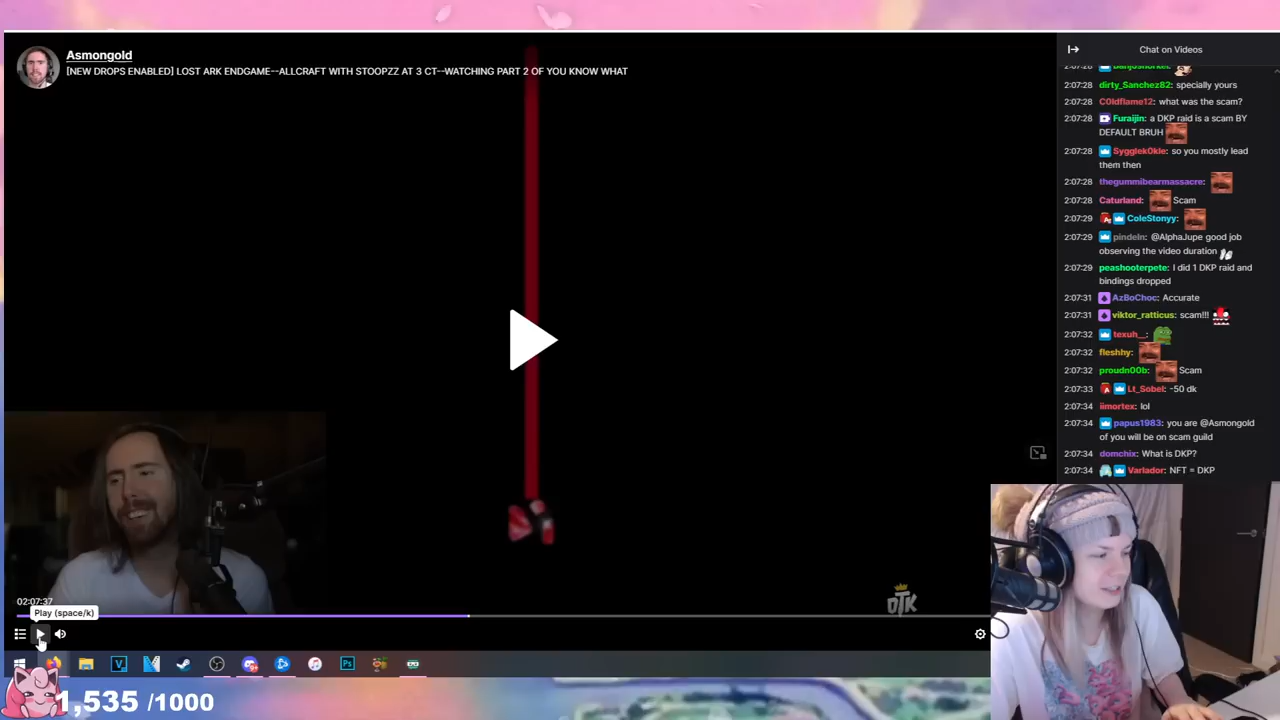 Asmongold
[NEW DROPS ENABLED] LOST ARK ENDGAME--ALLCRAFT WITH STOOPZZ AT 3 CT--WATCHING PART 2 OF YOU KNOW WHAT
Chat on Videos
dirty_Sanchez82: specially yours
2:07:28 C0ldflame12: what was the scam?
2:07:28 Furaijin: a DKP raid is a scam BY
DEFAULT BRUH
2:07:28 Sygglek0kle: so you mostly lead
them then
2:07:28 thegummibearmassacre:
2:07:28 Caturland: Scam
2:07:29 ColeStonyy:
2:07:29 pindeln: @AlphaJupe good job
observing the video duration
2:07:29 peashooterpete: I did 1 DKP raid and
bindings dropped
2:07:31 AzBoChoc: Accurate
2:07:31 viktor_ratticus: scam!!!
2:07:32 texuh__:
2:07:32 fleshhy:
2:07:32 proudn00b: Scam
2:07:33 Lt_Sobel: -50 dk
2:07:34 iimortex: lol
2:07:34 papus1983: you are @Asmongold
of you will be on scam guild
2:07:34 domchix: What is DKP?
2:07:34 Varlador: NFT = DKP
02:07:37
Play (space/k)
OTK
V
Ps
1,535 /1000